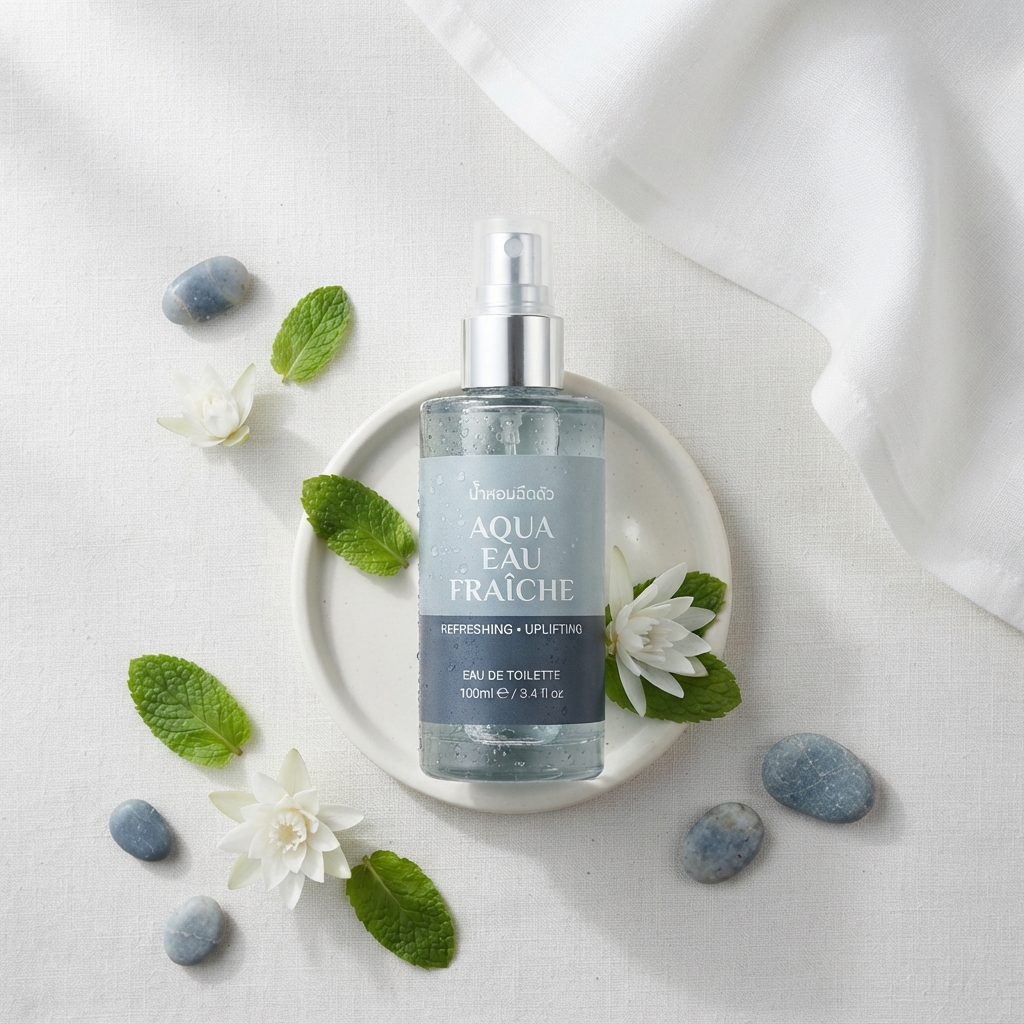 น้ำหอมฉีดตัว
AQUA
EAU
FRAÎCHE
REFRESHING • UPLIFTING
EAU DE TOILETTE
100ml ℮ / 3.4 fl oz